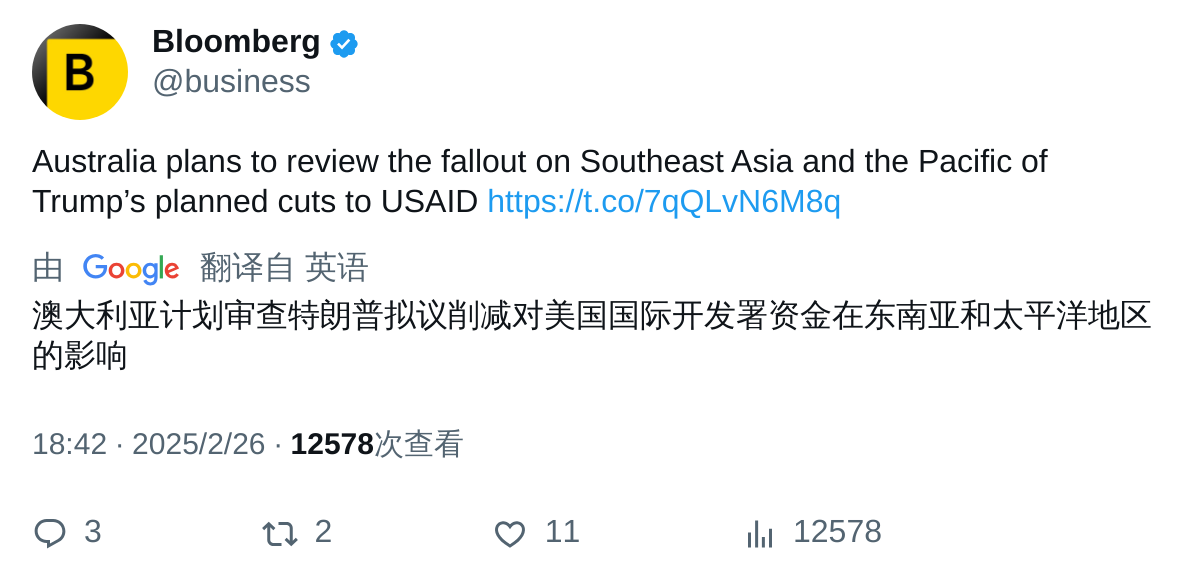 B
Bloomberg
@business
Australia plans to review the fallout on Southeast Asia and the Pacific of
Trump’s planned cuts to USAID https://t.co/7qQLvN6M8q
由 Google 翻译自 英语
澳大利亚计划审查特朗普拟议削减对美国国际开发署资金在东南亚和太平洋地区
的影响
18:42 · 2025/2/26 · 12578次查看
3 2 11 12578